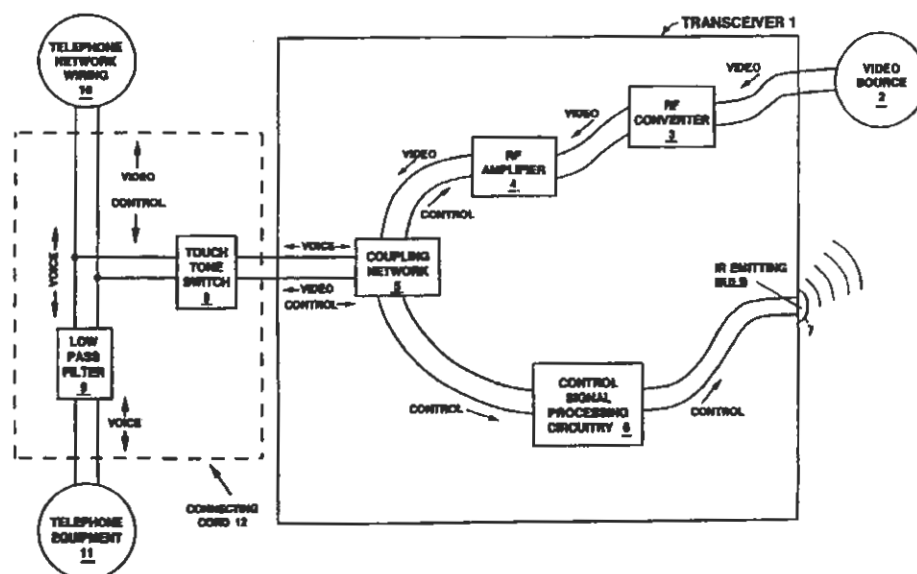 TRANSCEIVER 1
TELEPHONE
NETWORK
WIRING
10
VIDEO
SOURCE
2
VIDEO
RF
CONVERTER
3
VIDEO
RF
AMPLIFIER
4
VIDEO
CONTROL
VIDEO
CONTROL
VOICE
TOUCH
TONE
SWITCH
VOICE
VIDEO
CONTROL
COUPLING
NETWORK
5
IR EMITTING
BULB
7
LOW
PASS
FILTER
VOICE
CONTROL
SIGNAL
PROCESSING
CIRCUITRY 6
CONTROL
CONTROL
CONNECTING
CORD 12
TELEPHONE
EQUIPMENT
11